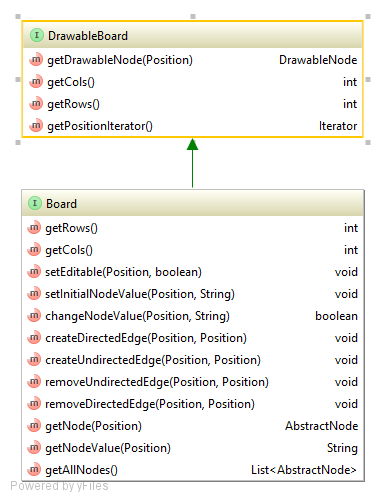 I DrawableBoard
m getDrawableNode(Position) DrawableNode
m getCols() int
m getRows() int
m getPositionIterator() Iterator
I Board
m getRows() int
m getCols() int
m setEditable(Position, boolean) void
m setInitialNodeValue(Position, String) void
m changeNodeValue(Position, String) boolean
m createDirectedEdge(Position, Position) void
m createUndirectedEdge(Position, Position) void
m removeUndirectedEdge(Position, Position) void
m removeDirectedEdge(Position, Position) void
m getNode(Position) AbstractNode
m getNodeValue(Position) String
m getAllNodes() List<AbstractNode>
Powered by yFiles